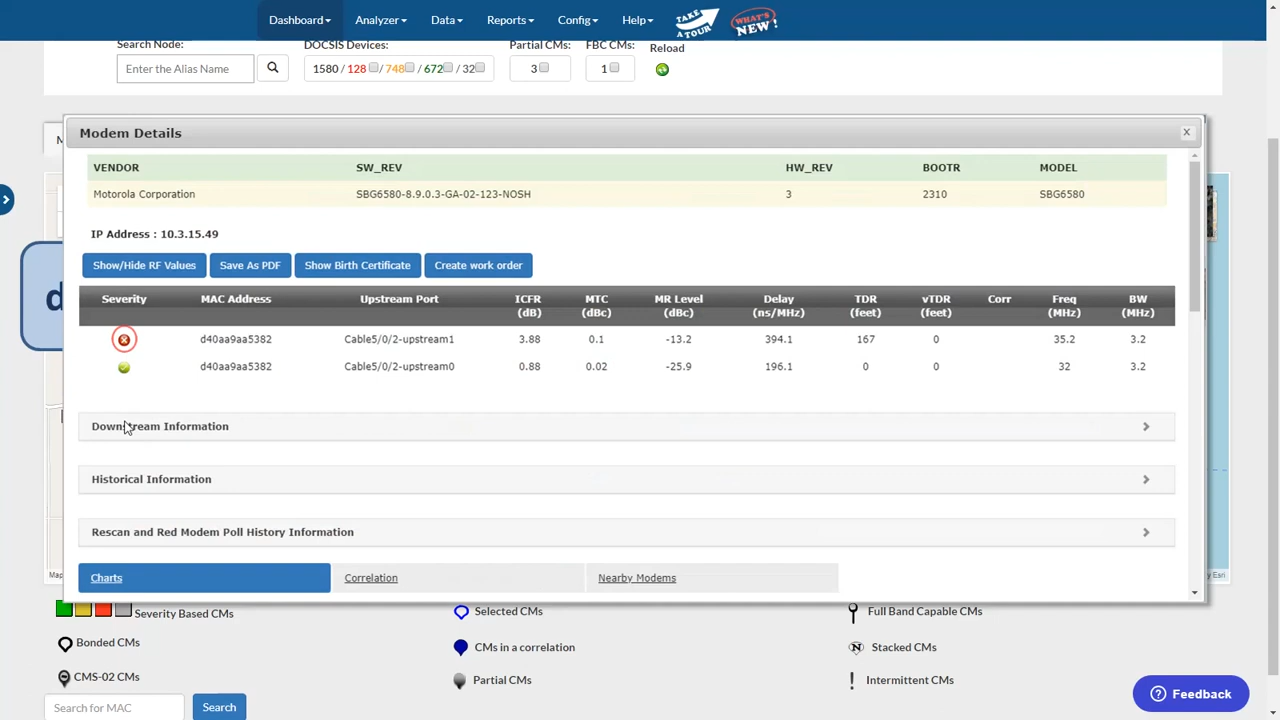 Dashboard Analyzer Data Reports Config Help TAKE A TOUR WHAT'S NEW!
Search Node: DOCSIS Devices: Partial CMs: FBC CMs: Reload
Enter the Alias Name 1580 / 128 / 748 / 672 / 32 3 1
Modem Details x
VENDOR SW_REV HW_REV BOOTR MODEL
Motorola Corporation SBG6580-8.9.0.3-GA-02-123-NOSH 3 2310 SBG6580
IP Address : 10.3.15.49
Show/Hide RF Values Save As PDF Show Birth Certificate Create work order
Severity MAC Address Upstream Port ICFR MTC MR Level Delay TDR vTDR Corr Freq BW
(dB) (dBc) (dBc) (ns/MHz) (feet) (feet) (MHz) (MHz)
d40aa9aa5382 Cable5/0/2-upstream1 3.88 0.1 -13.2 394.1 167 0 35.2 3.2
d40aa9aa5382 Cable5/0/2-upstream0 0.88 0.02 -25.9 196.1 0 0 32 3.2
Downstream Information
Historical Information
Rescan and Red Modem Poll History Information
Charts Correlation Nearby Modems
Map by Esri
Severity Based CMs Selected CMs Full Band Capable CMs
Bonded CMs CMs in a correlation N Stacked CMs
CMS-02 CMs Partial CMs ! Intermittent CMs
Search for MAC Search
? Feedback